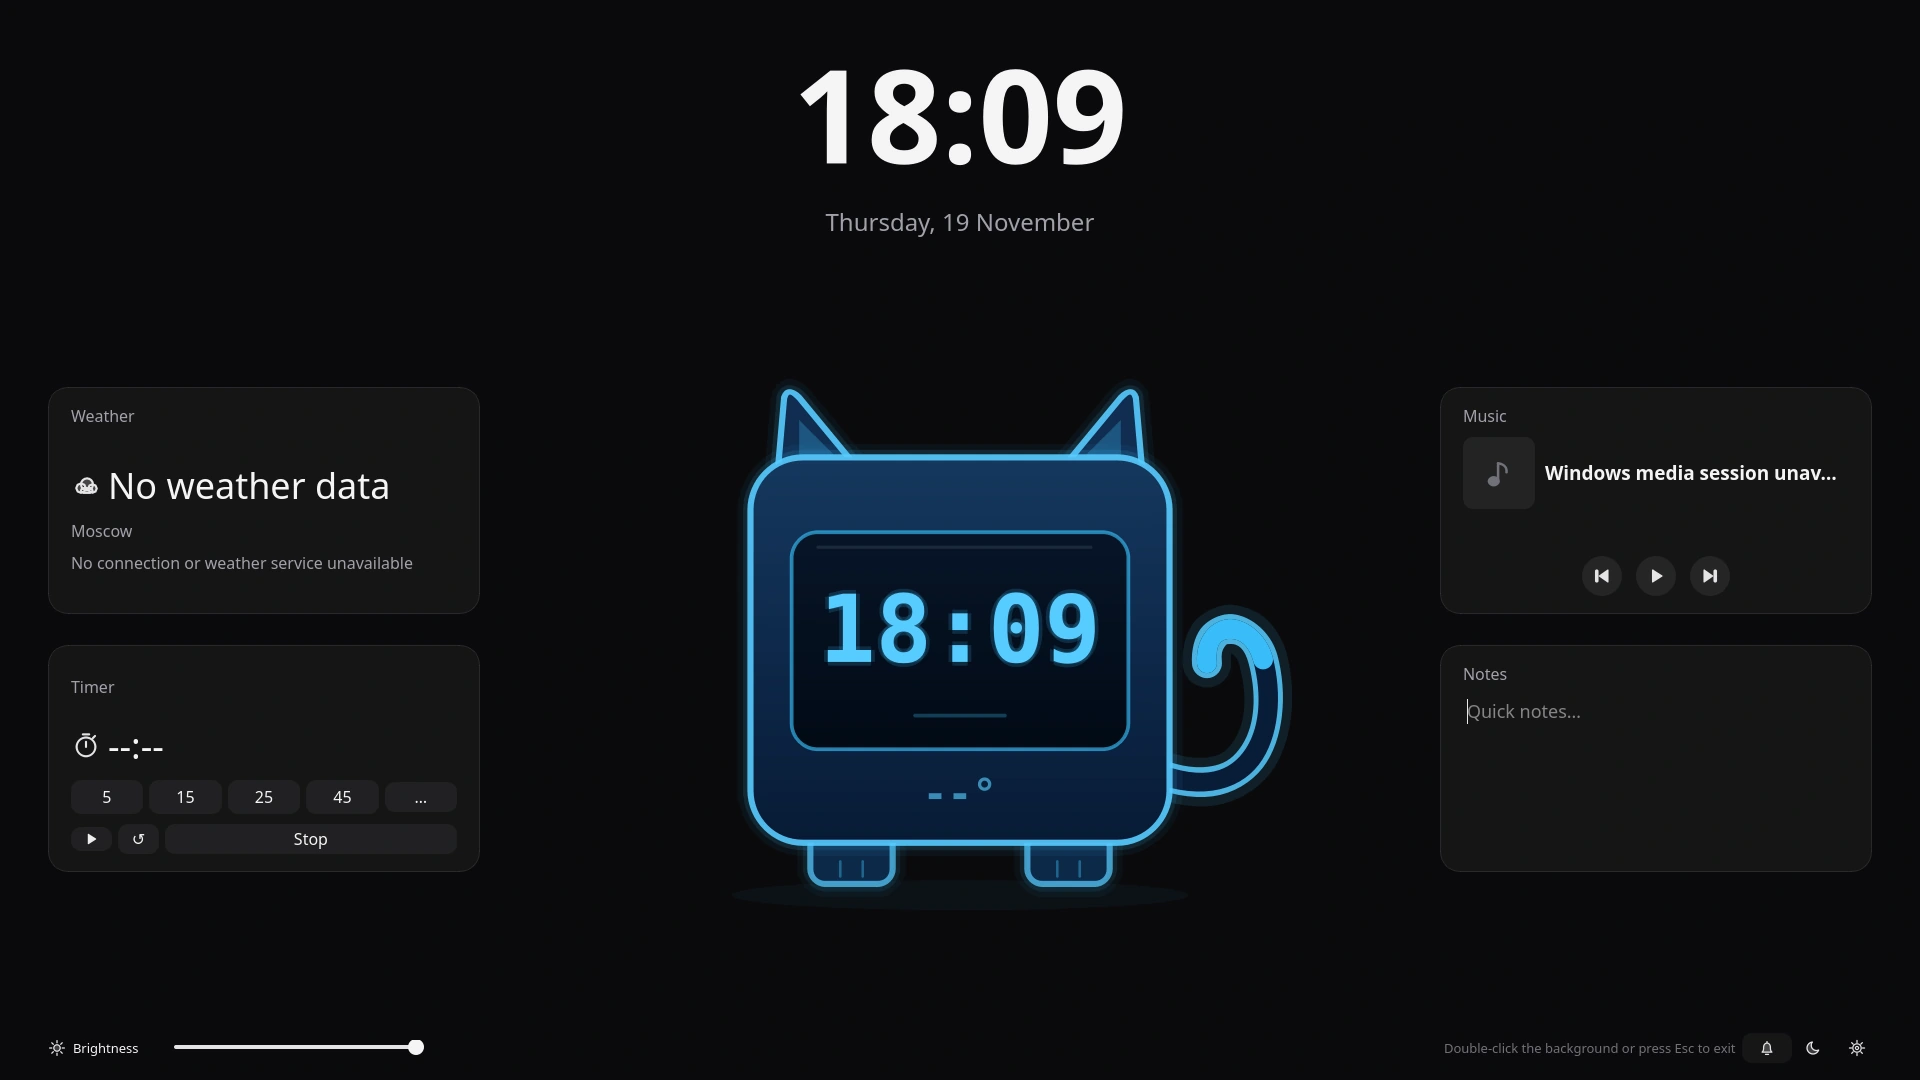 18:09
Thursday, 19 November
Weather
No weather data
Moscow
No connection or weather service unavailable
Timer
--:--
5 15 25 45 ...
Stop
18:09
--°
Music
Windows media session unav...
Notes
Quick notes...
Brightness
Double-click the background or press Esc to exit